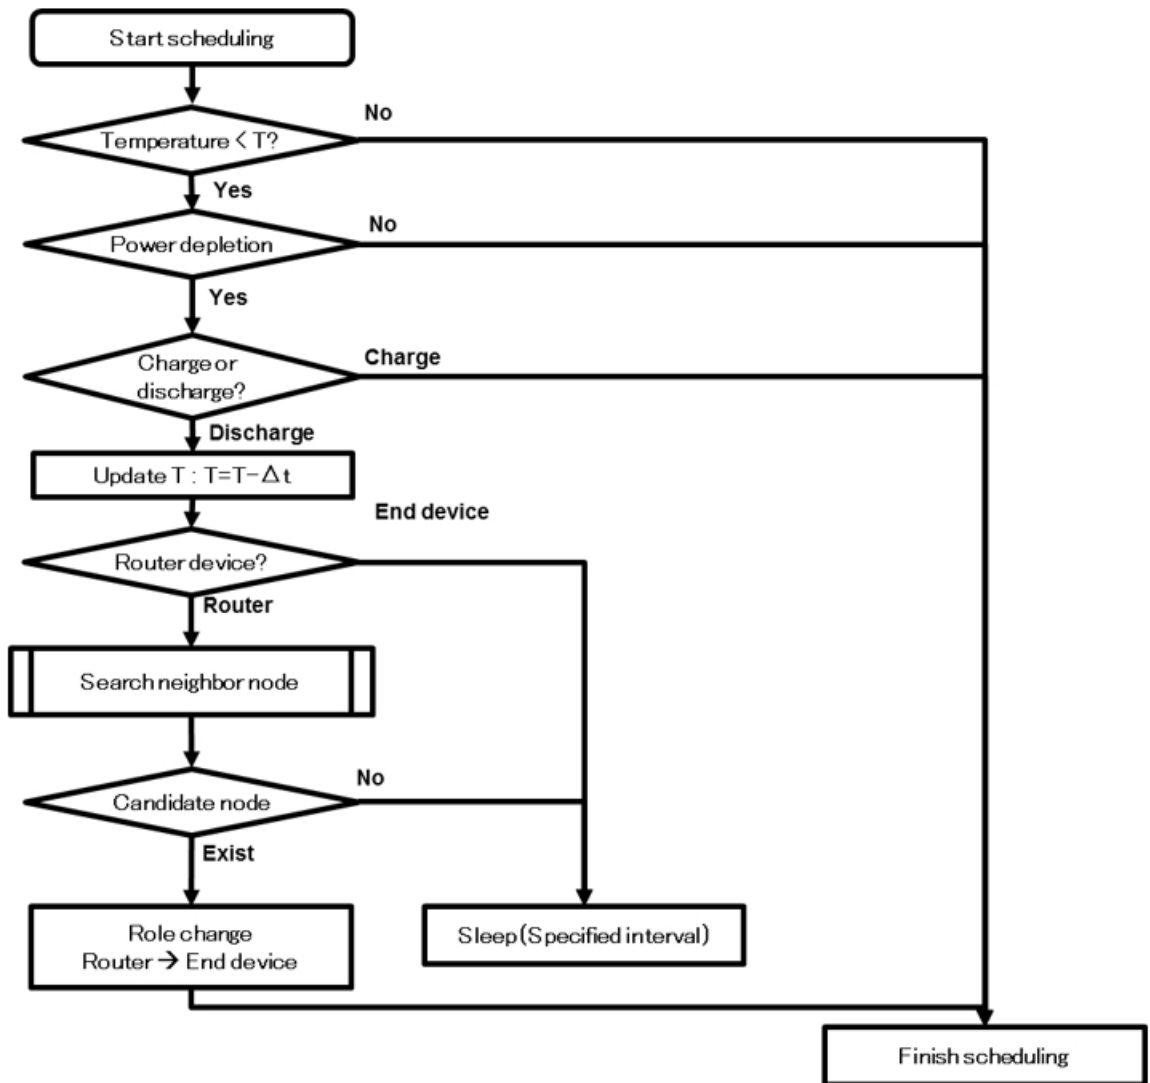 Start scheduling
No
Temperature < T?
Yes
No
Power depletion
Yes
Charge or
discharge?
Charge
Discharge
Update T : T=T-Δt
End device
Router device?
Router
Search neighbor node
No
Candidate node
Exist
Role change
Router → End device
Sleep(Specified interval)
Finish scheduling